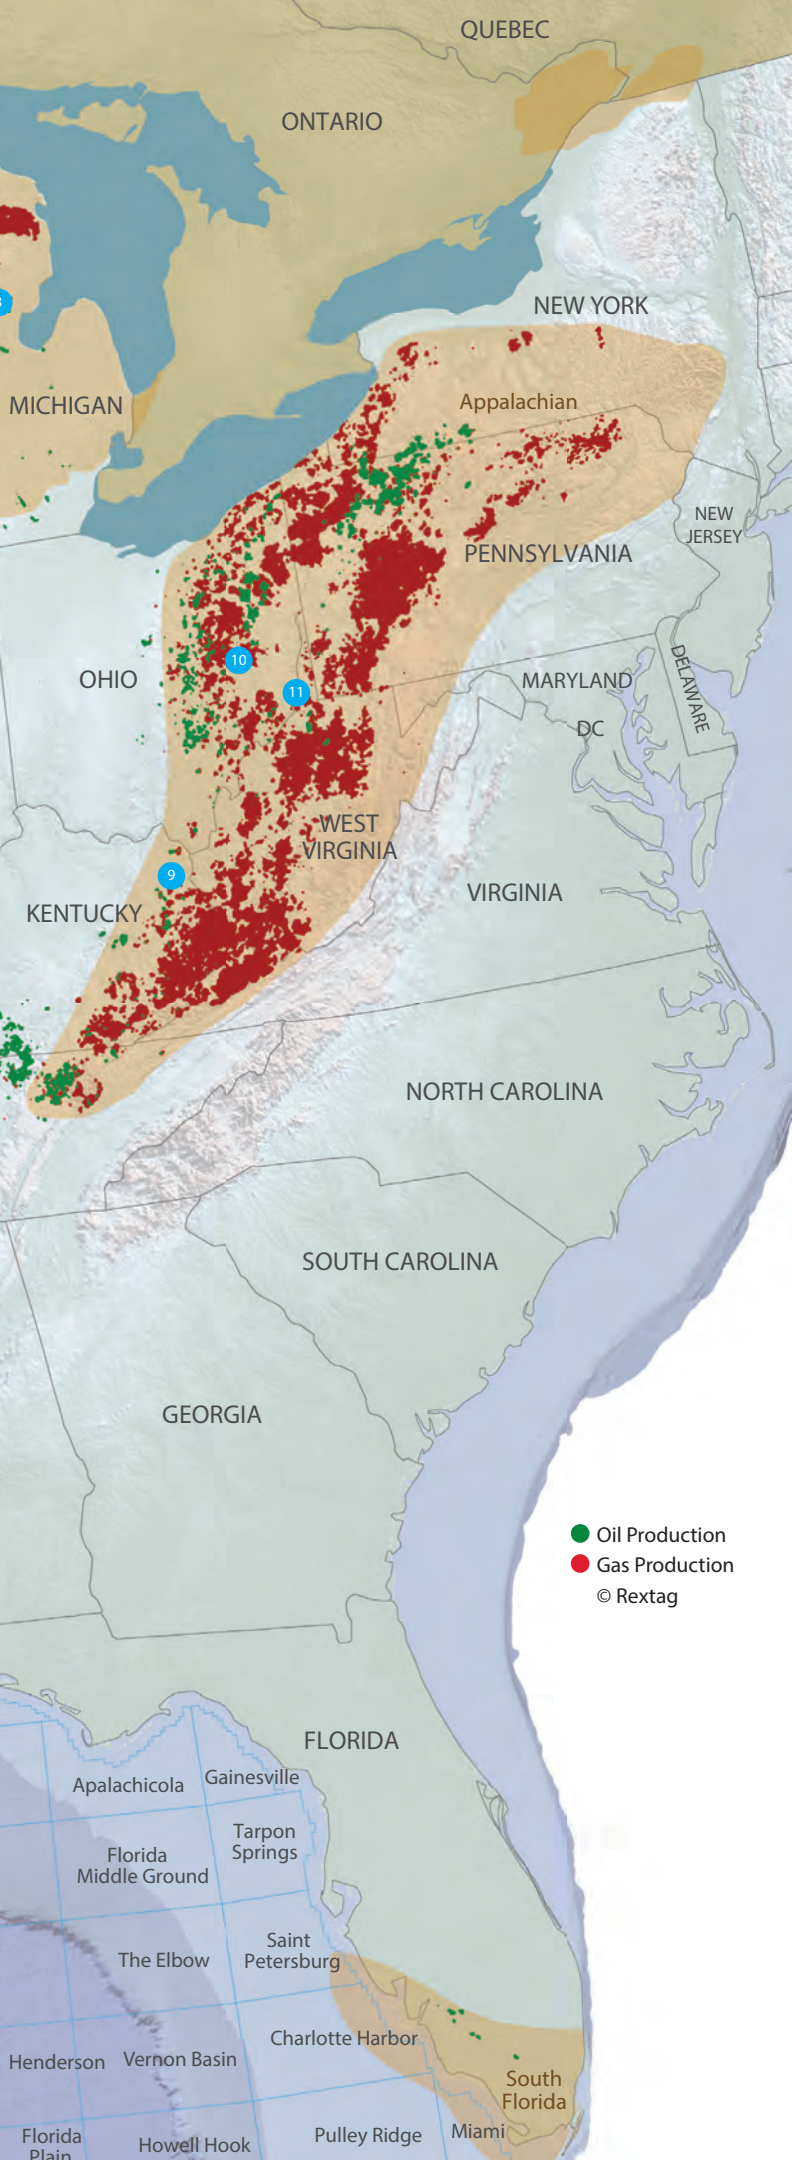 QUEBEC
ONTARIO
NEW YORK
MICHIGAN
Appalachian
NEW
JERSEY
PENNSYLVANIA
10
OHIO
11
MARYLAND
DELAWARE
DC
WEST
VIRGINIA
9
VIRGINIA
KENTUCKY
NORTH CAROLINA
SOUTH CAROLINA
GEORGIA
Oil Production
Gas Production
© Rextag
FLORIDA
Apalachicola
Gainesville
Tarpon
Springs
Florida
Middle Ground
Saint
Petersburg
The Elbow
Charlotte Harbor
Henderson
Vernon Basin
South
Florida
Miami
Pulley Ridge
Howell Hook
Florida
Plain